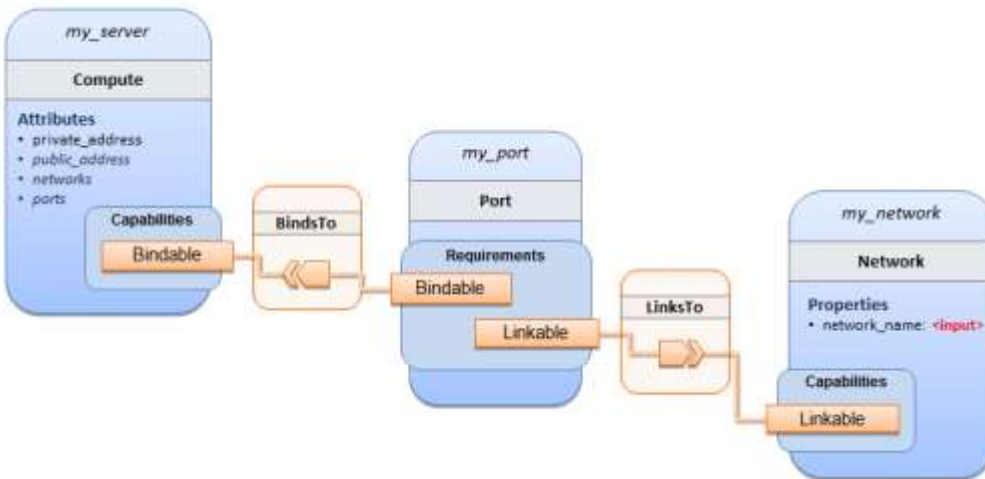 my_server
Compute
Attributes
• private_address
• public_address
• networks
• ports
Capabilities
Bindable
BindsTo
my_port
Port
Requirements
Bindable
Linkable
LinksTo
my_network
Network
Properties
• network_name: <input>
Capabilities
Linkable